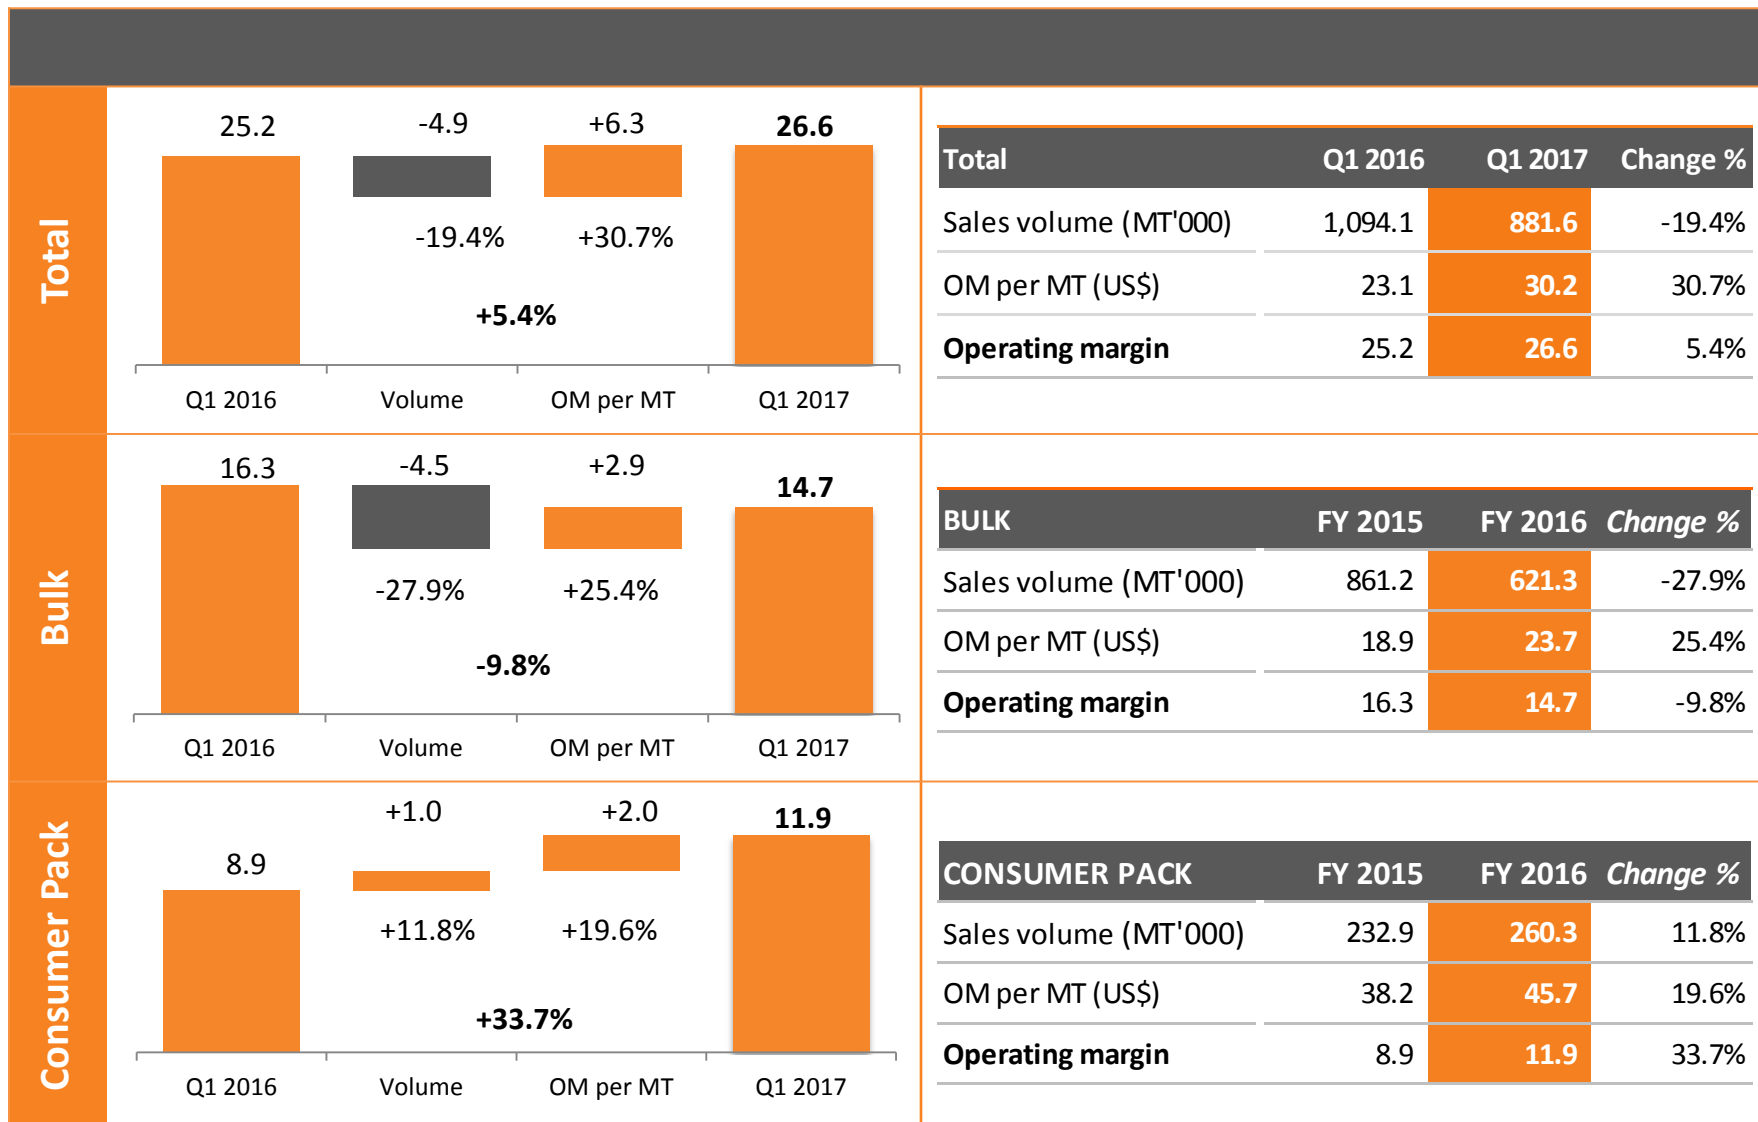 Total
25.2 -4.9 +6.3 26.6
-19.4% +30.7%
+5.4%
Q1 2016 Volume OM per MT Q1 2017
Total Q1 2016 Q1 2017 Change %
Sales volume (MT'000) 1,094.1 881.6 -19.4%
OM per MT (US$) 23.1 30.2 30.7%
Operating margin 25.2 26.6 5.4%
Bulk
16.3 -4.5 +2.9 14.7
-27.9% +25.4%
-9.8%
Q1 2016 Volume OM per MT Q1 2017
BULK FY 2015 FY 2016 Change %
Sales volume (MT'000) 861.2 621.3 -27.9%
OM per MT (US$) 18.9 23.7 25.4%
Operating margin 16.3 14.7 -9.8%
Consumer Pack
8.9 +1.0 +2.0 11.9
+11.8% +19.6%
+33.7%
Q1 2016 Volume OM per MT Q1 2017
CONSUMER PACK FY 2015 FY 2016 Change %
Sales volume (MT'000) 232.9 260.3 11.8%
OM per MT (US$) 38.2 45.7 19.6%
Operating margin 8.9 11.9 33.7%